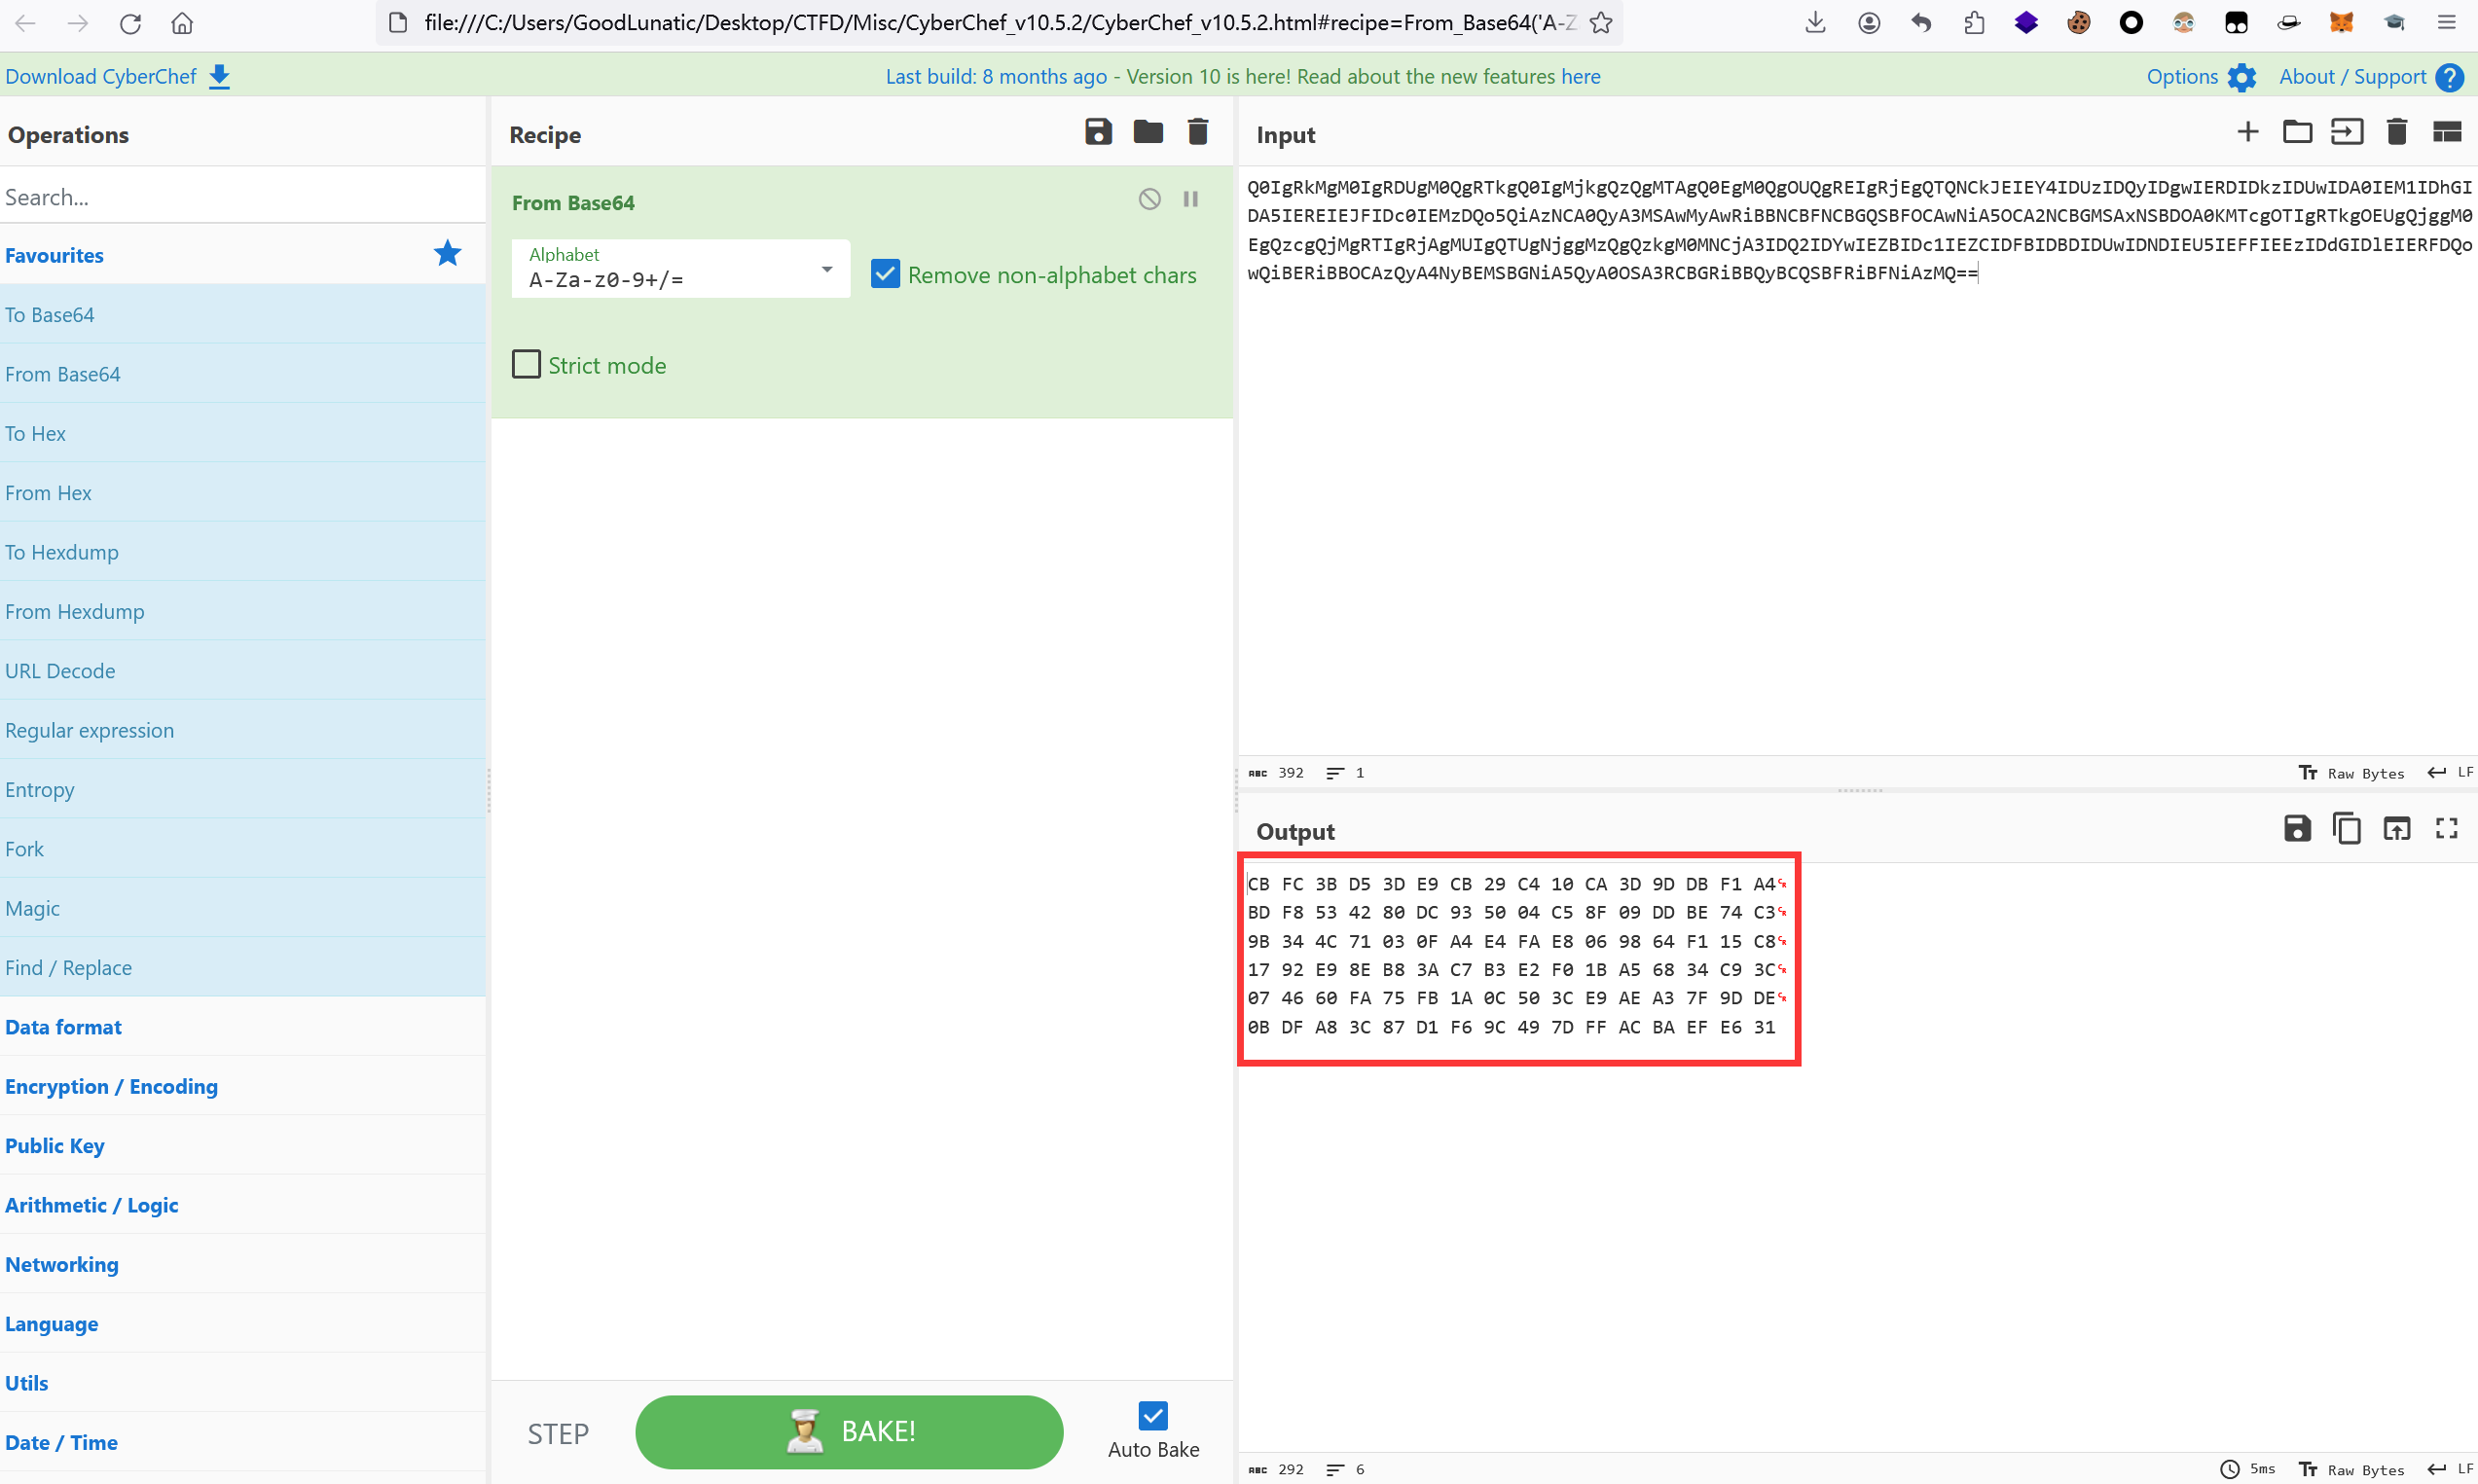 file:///C:/Users/GoodLunatic/Desktop/CTFD/Misc/CyberChef_v10.5.2/CyberChef_v10.5.2.html#recipe=From_Base64('A-Z
Download CyberChef
Last build: 8 months ago - Version 10 is here! Read about the new features here
Options
About / Support
Operations
Search...
Favourites
To Base64
From Base64
To Hex
From Hex
To Hexdump
From Hexdump
URL Decode
Regular expression
Entropy
Fork
Magic
Find / Replace
Data format
Encryption / Encoding
Public Key
Arithmetic / Logic
Networking
Language
Utils
Date / Time
Recipe
From Base64
Alphabet
A-Za-z0-9+/=
Remove non-alphabet chars
Strict mode
STEP
BAKE!
Auto Bake
Input
Q0IgRkMgM0IgRDUgM0QgRTkgQ0IgMjkgQzQgMTAgQ0EgM0QgOUQgREIgRjEgQTQNCkJEIEY4IDUzIDQyIDgwIERDIDkzIDUwIDA0IEM1IDhGI
DA5IEREIEJFIDc0IEMzDQo5QiAzNCA0QyA3MSAwMyAwRiBBNCBFNCBGQSBFOCAwNiA5OCA2NCBGMSAxNSBDOA0KMTcgOTIgRTkgOEUgQjggM0
EgQzcgQjMgRTIgRjAgMUIgQTUgNjggMzQgQzkgM0MNCjA3IDQ2IDYwIEZBIDc1IEZCIDFBIDBDIDUwIDNDIEU5IEFFIEEzIDdGIDlEIERFDQo
wQiBERiBBOCAzQyA4NyBEMSBGNiA5QyA0OSA3RCBGRiBBQyBCQSBFRiBFNiAzMQ==
ABC 392 1
Raw Bytes LF
Output
CB FC 3B D5 3D E9 CB 29 C4 10 CA 3D 9D DB F1 A4
BD F8 53 42 80 DC 93 50 04 C5 8F 09 DD BE 74 C3
9B 34 4C 71 03 0F A4 E4 FA E8 06 98 64 F1 15 C8
17 92 E9 8E B8 3A C7 B3 E2 F0 1B A5 68 34 C9 3C
07 46 60 FA 75 FB 1A 0C 50 3C E9 AE A3 7F 9D DE
0B DF A8 3C 87 D1 F6 9C 49 7D FF AC BA EF E6 31
ABC 292 6
5ms Raw Bytes LF